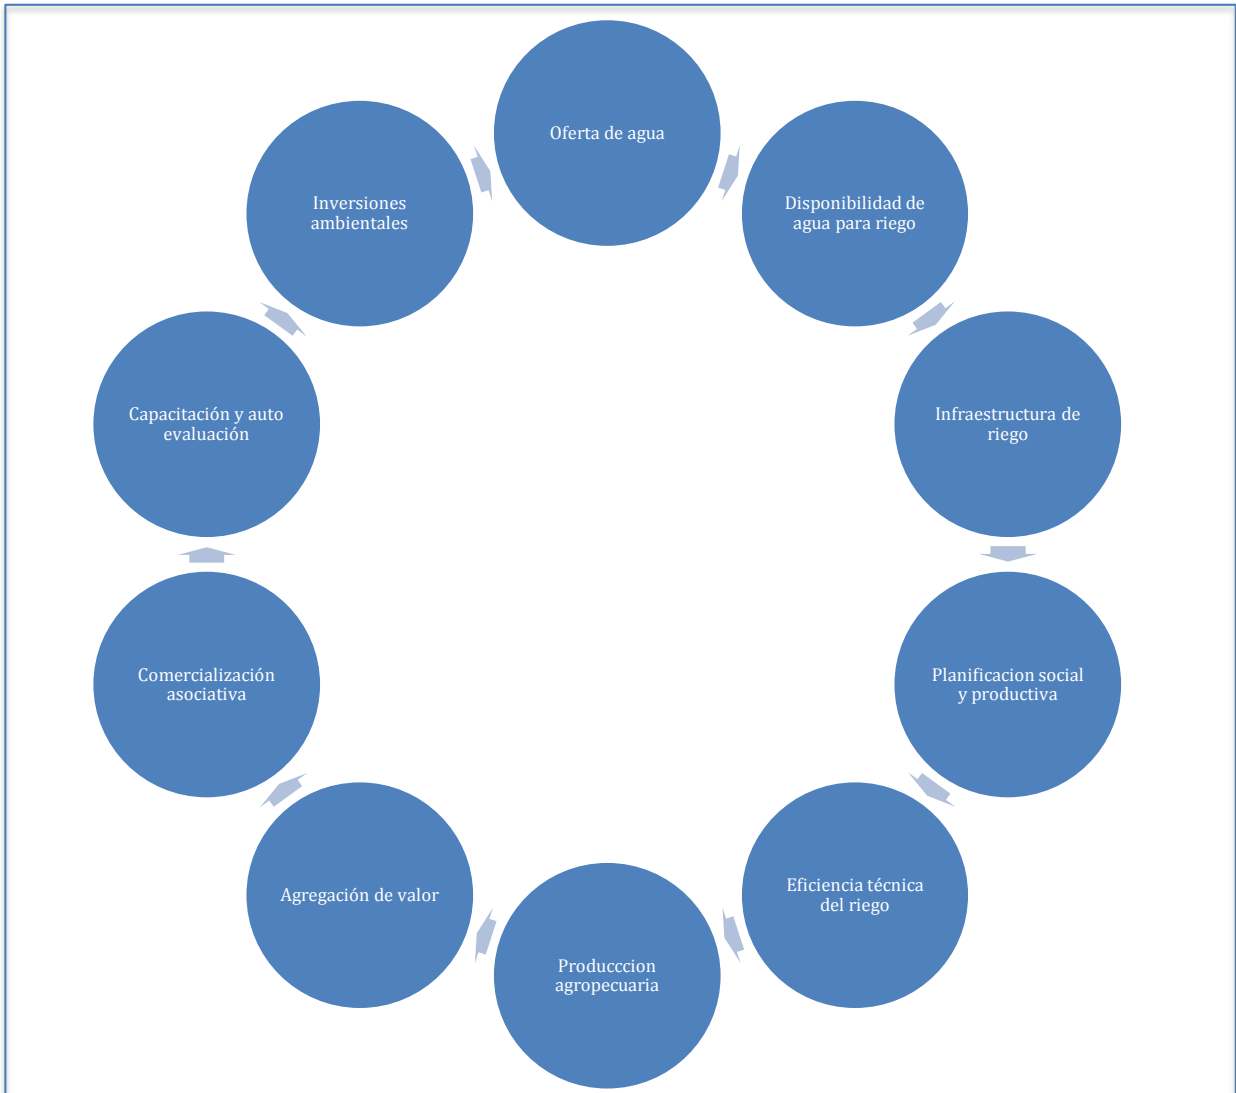 Oferta de agua
Disponibilidad de
agua para riego
Infraestructura de
riego
Planificacion social
y productiva
Eficiencia técnica
del riego
Producccion
agropecuaria
Agregación de valor
Comercialización
asociativa
Capacitación y auto
evaluación
Inversiones
ambientales